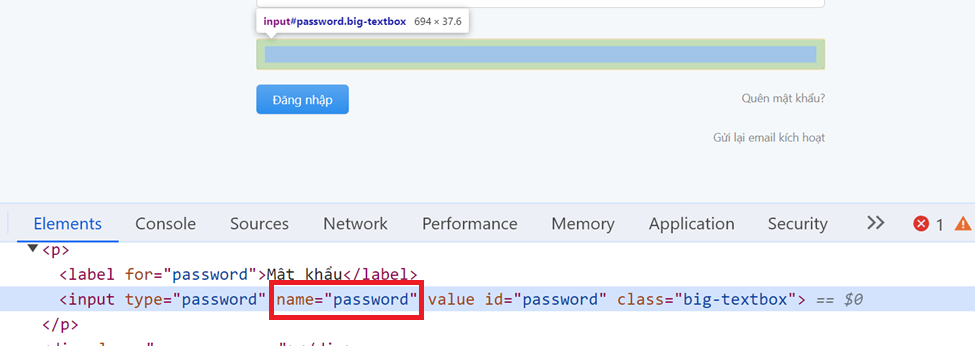 input#password.big-textbox 694 × 37.6
Đăng nhập
Quên mật khẩu?
Gửi lại email kích hoạt
Elements Console Sources Network Performance Memory Application Security >> 1
<p>
<label for="password">Mật khẩu</label>
<input type="password" name="password" value id="password" class="big-textbox"> == $0
</p>